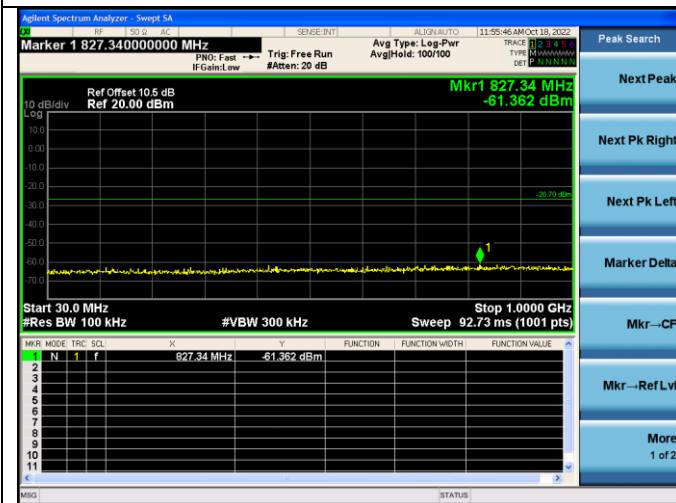 Agilent Spectrum Analyzer - Swept SA
LXI RF 50 Ω AC SENSE:INT ALIGN AUTO 11:55:46 AM Oct 18, 2022
Marker 1 827.340000000 MHz
PNO: Fast
IFGain:Low
Trig: Free Run
#Atten: 20 dB
Avg Type: Log-Pwr
Avg|Hold: 100/100
TRACE 1 2 3 4 5 6
TYPE M
DET P N N N N N
Peak Search
Next Peak
Next Pk Right
Next Pk Left
Marker Delta
Mkr→CF
Mkr→Ref Lvl
More
1 of 2
Ref Offset 10.5 dB
10 dB/div Ref 20.00 dBm
Log
Mkr1 827.34 MHz
-61.362 dBm
10.0
0.00
-10.0
-20.0
-30.0
-40.0
-50.0
-60.0
-70.0
1
Start 30.0 MHz
Stop 1.0000 GHz
#Res BW 100 kHz #VBW 300 kHz Sweep 92.73 ms (1001 pts)
MKR MODE TRC SCL X Y FUNCTION FUNCTION WIDTH FUNCTION VALUE
1 N 1 f 827.34 MHz -61.362 dBm
2
3
4
5
6
7
8
9
10
11
MSG STATUS